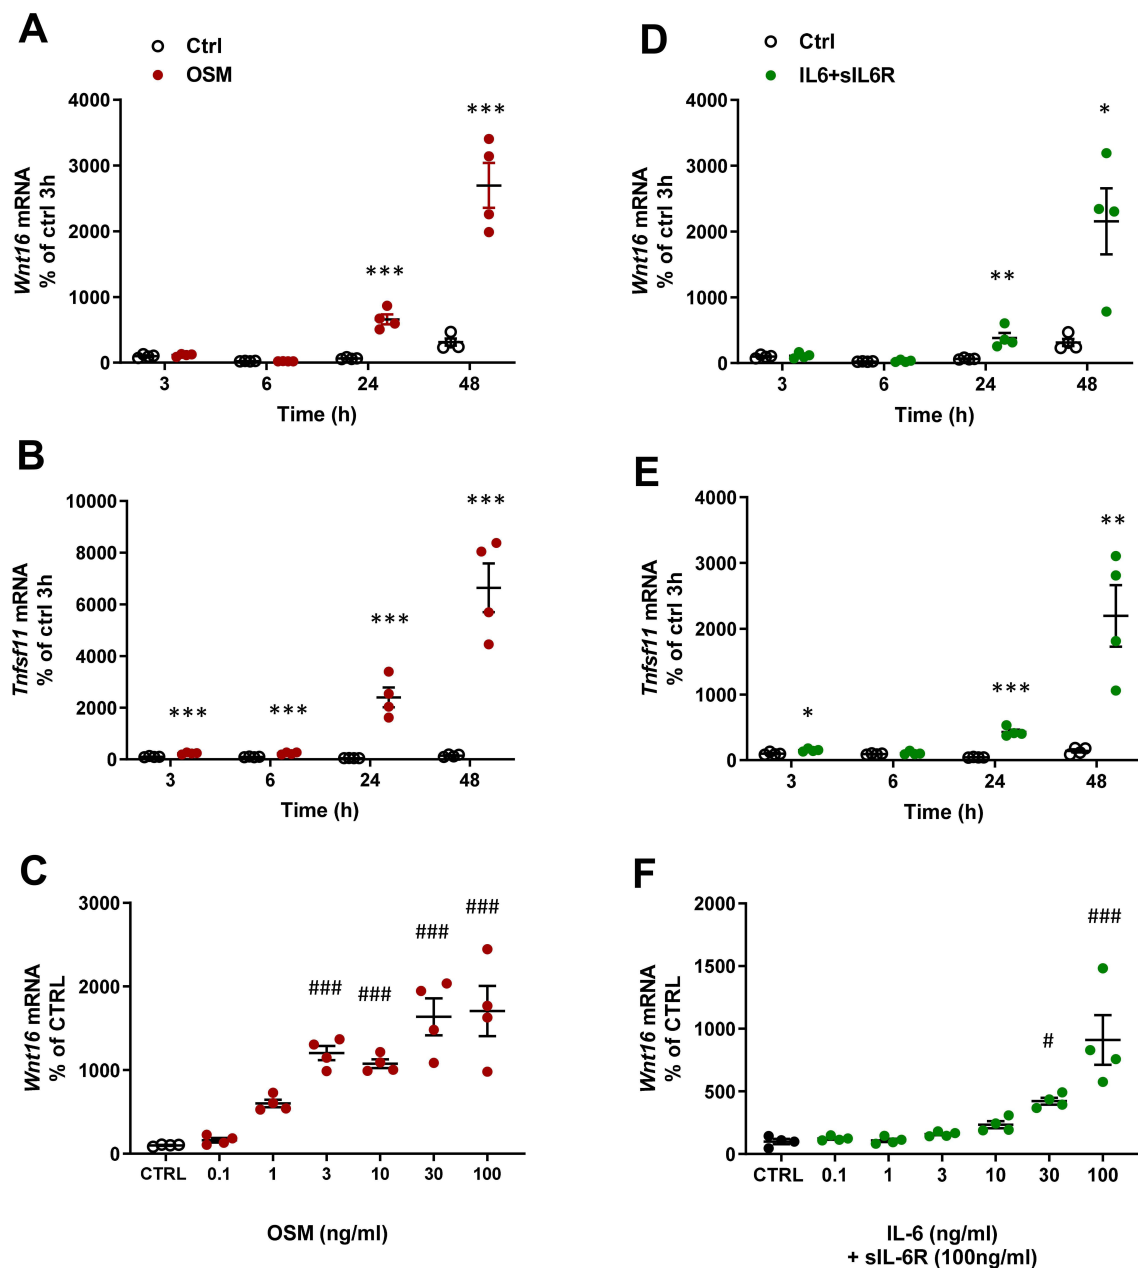 A
Ctrl
OSM
Wnt16 mRNA
% of ctrl 3h
4000
3000
2000
1000
0
***
***
3 6 24 48
Time (h)
B
Tnfsf11 mRNA
% of ctrl 3h
10000
8000
6000
4000
2000
0
***
***
***
***
3 6 24 48
Time (h)
C
Wnt16 mRNA
% of CTRL
3000
2000
1000
0
###
###
###
###
CTRL 0.1 1 3 10 30 100
OSM (ng/ml)
D
Ctrl
IL6+sIL6R
Wnt16 mRNA
% of ctrl 3h
4000
3000
2000
1000
0
**
*
3 6 24 48
Time (h)
E
Tnfsf11 mRNA
% of ctrl 3h
4000
3000
2000
1000
0
*
***
**
3 6 24 48
Time (h)
F
Wnt16 mRNA
% of CTRL
2000
1500
1000
500
0
#
###
CTRL 0.1 1 3 10 30 100
IL-6 (ng/ml)
+ sIL-6R (100ng/ml)